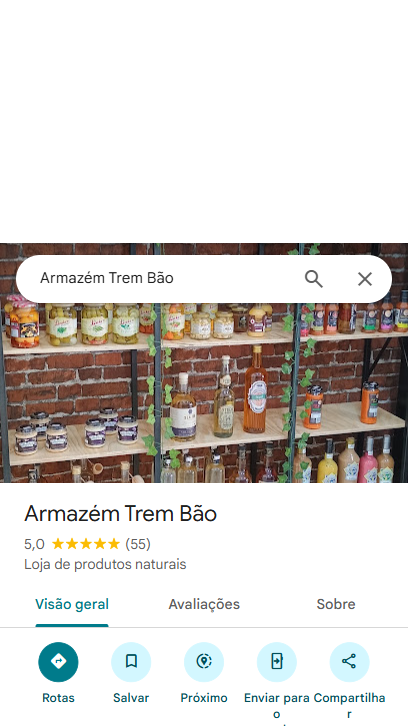 Armazém Trem Bão
Armazém Trem Bão
5,0 (55)
Loja de produtos naturais
Visão geral Avaliações Sobre
Rotas Salvar Próximo Enviar para o Compartilhar